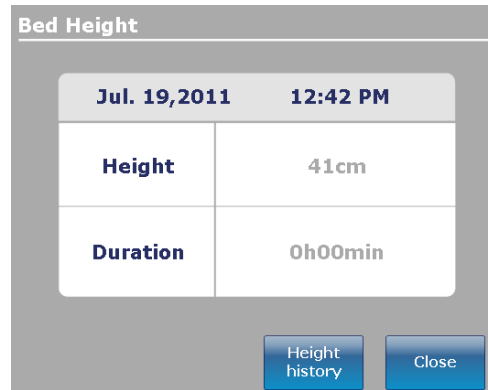 Bed Height
Jul. 19,2011 12:42 PM
Height 41cm
Duration 0h00min
Height
history
Close